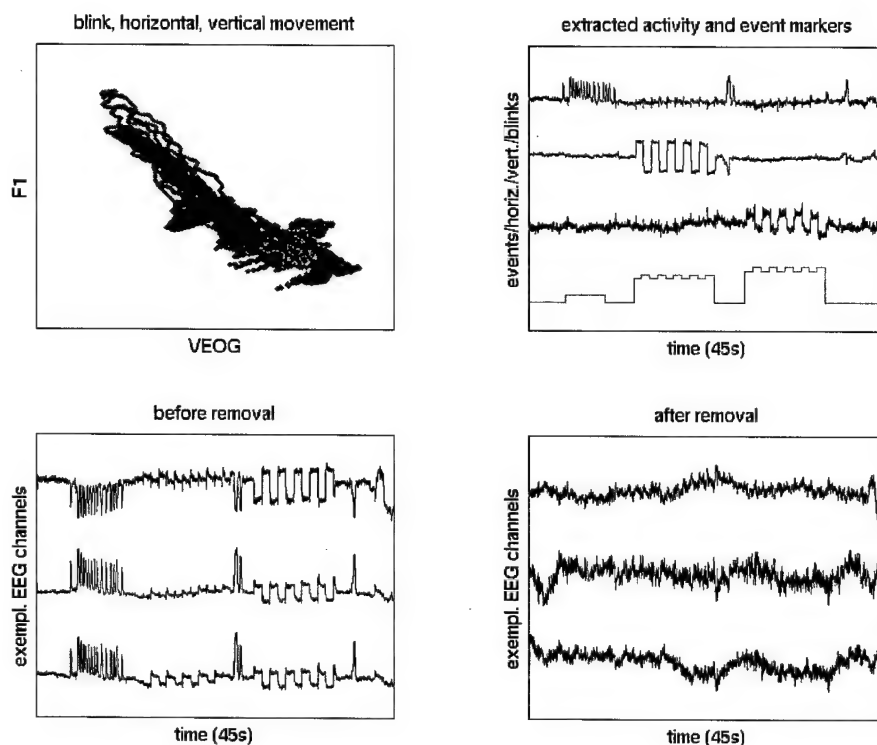 blink, horizontal, vertical movement
F1
VEOG
extracted activity and event markers
events/horiz./vert./blinks
time (45s)
before removal
exempl. EEG channels
time (45s)
after removal
exempl. EEG channels
time (45s)